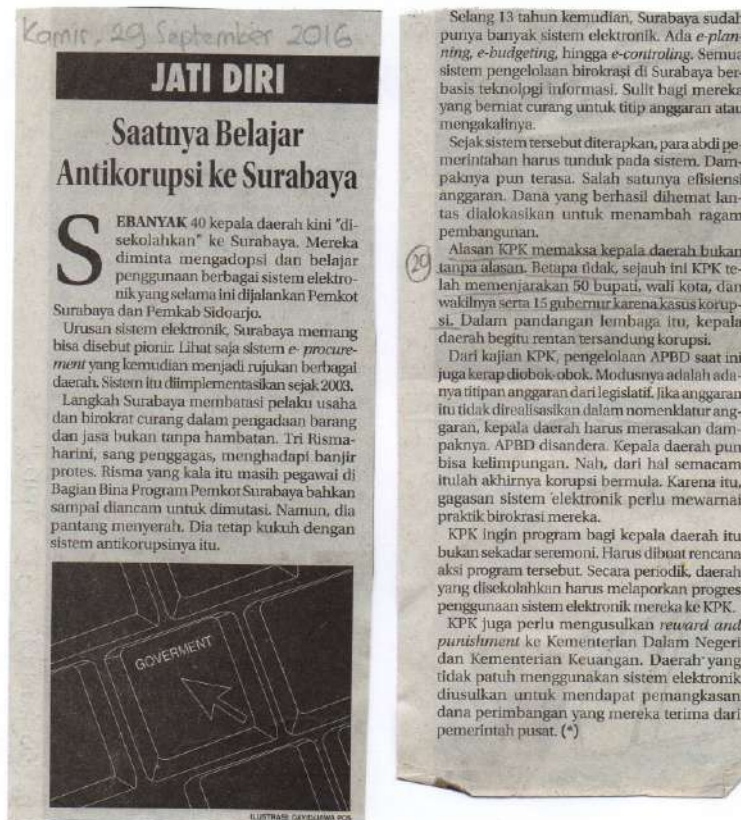 Kamis, 29 September 2016
JATI DIRI
Saatnya Belajar
Antikorupsi ke Surabaya
SEBANYAK 40 kepala daerah kini "di-
sekolahkan" ke Surabaya. Mereka
diminta mengadopsi dan belajar
penggunaan berbagai sistem elektro-
nik yang selama ini dijalankan Pemkot
Surabaya dan Pemkab Sidoarjo.
Urusan sistem elektronik, Surabaya memang
bisa disebut pionir. Lihat saja sistem e- procure-
ment yang kemudian menjadi rujukan berbagai
daerah. Sistem itu diimplementasikan sejak 2003.
Langkah Surabaya membatasi pelaku usaha
dan birokrat curang dalam pengadaan barang
dan jasa bukan tanpa hambatan. Tri Risma-
harini, sang penggagas, menghadapi banjir
protes. Risma yang kala itu masih pegawai di
Bagian Bina Program Pemkot Surabaya bahkan
sampai diancam untuk dimutasi. Namun, dia
pantang menyerah. Dia tetap kukuh dengan
sistem antikorupsinya itu.
GOVERMENT
ILUSTRASI:
Selang 13 tahun kemudian, Surabaya sudah
punya banyak sistem elektronik. Ada e-plan-
ning, e-budgeting, hingga e-controling. Semua
sistem pengelolaan birokrasi di Surabaya ber-
basis teknologi informasi. Sulit bagi mereka
yang berniat curang untuk titip anggaran atau
mengakalinya.
Sejak sistem tersebut diterapkan, para abdi pe-
merintahan harus tunduk pada sistem. Dam-
paknya pun terasa. Salah satunya efisiensi
anggaran. Dana yang berhasil dihemat lan-
tas dialokasikan untuk menambah ragam
pembangunan.
Alasan KPK memaksa kepala daerah bukan
20 tanpa alasan. Betapa tidak, sejauh ini KPK te-
lah memenjarakan 50 bupati, wali kota, dan
wakilnya serta 15 gubernur karena kasus korup-
si. Dalam pandangan lembaga itu, kepala
daerah begitu rentan tersandung korupsi.
Dari kajian KPK, pengelolaan APBD saat ini
juga kerap diobok-obok. Modusnya adalah ada-
nya titipan anggaran dari legislatif. Jika anggaran
itu tidak direalisasikan dalam nomenklatur ang-
garan, kepala daerah harus merasakan dam-
paknya. APBD disandera. Kepala daerah pun
bisa kelimpungan. Nah, dari hal semacam
itulah akhirnya korupsi bermula. Karena itu,
gagasan sistem elektronik perlu mewarnai
praktik birokrasi mereka.
KPK ingin program bagi kepala daerah itu
bukan sekadar seremoni. Harus dibuat rencana
aksi program tersebut. Secara periodik, daerah
yang disekolahkan harus melaporkan progres
penggunaan sistem elektronik mereka ke KPK.
KPK juga perlu mengusulkan reward and
punishment ke Kementerian Dalam Negeri
dan Kementerian Keuangan. Daerah yang
tidak patuh menggunakan sistem elektronik
diusulkan untuk mendapat pemangkasan
dana perimbangan yang mereka terima dari
pemerintah pusat. (*)